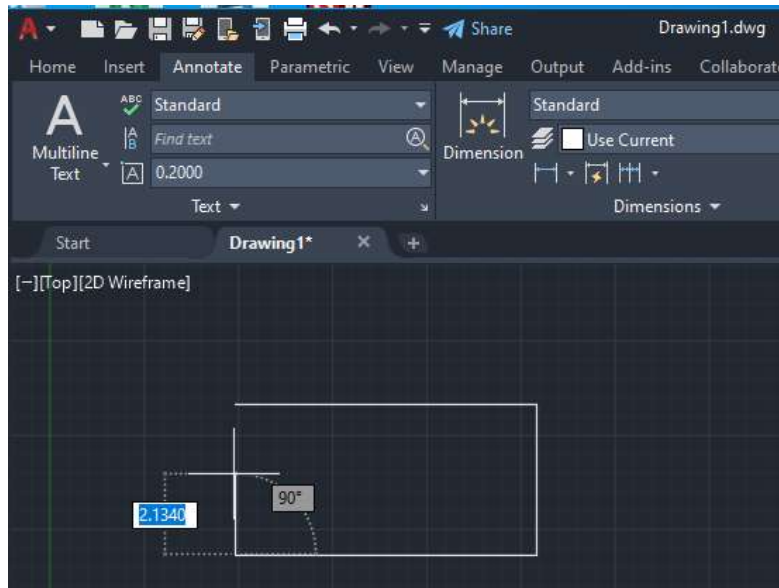 A Share Drawing1.dwg
Home Insert Annotate Parametric View Manage Output Add-ins Collaborate
A ABC Standard Standard
A B Find text A Use Current
Multiline Text A 0.2000 Dimension
Text Dimensions
Start Drawing1*
[−][Top][2D Wireframe]
90°
2.1340